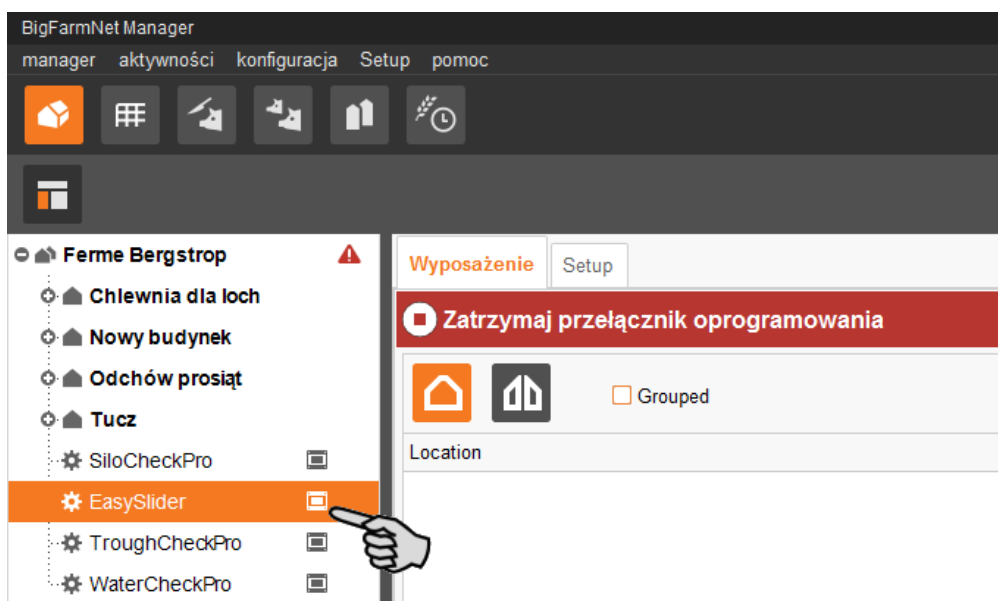 BigFarmNet Manager
manager aktywności konfiguracja Setup pomoc
Ferme Bergstrop
Chlewnia dla loch
Nowy budynek
Odchów prosiąt
Tucz
SiloCheckPro
EasySlider
TroughCheckPro
WaterCheckPro
Wyposażenie Setup
Zatrzymaj przełącznik oprogramowania
Grouped
Location